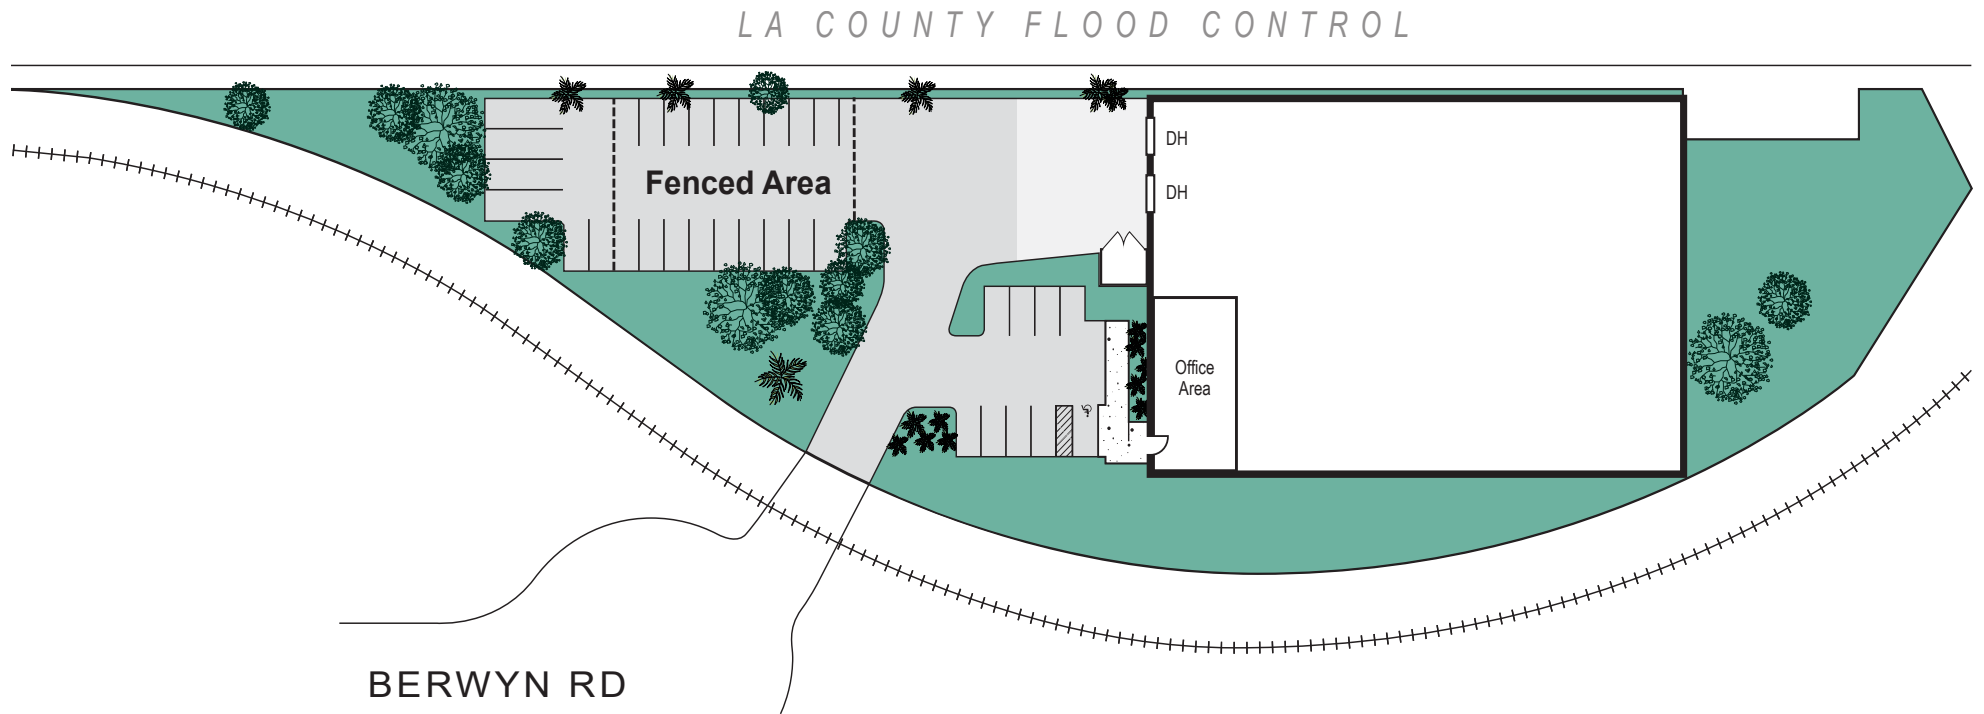 LA COUNTY FLOOD CONTROL
DH
Fenced Area
DH
Office
Area
BERWYN RD